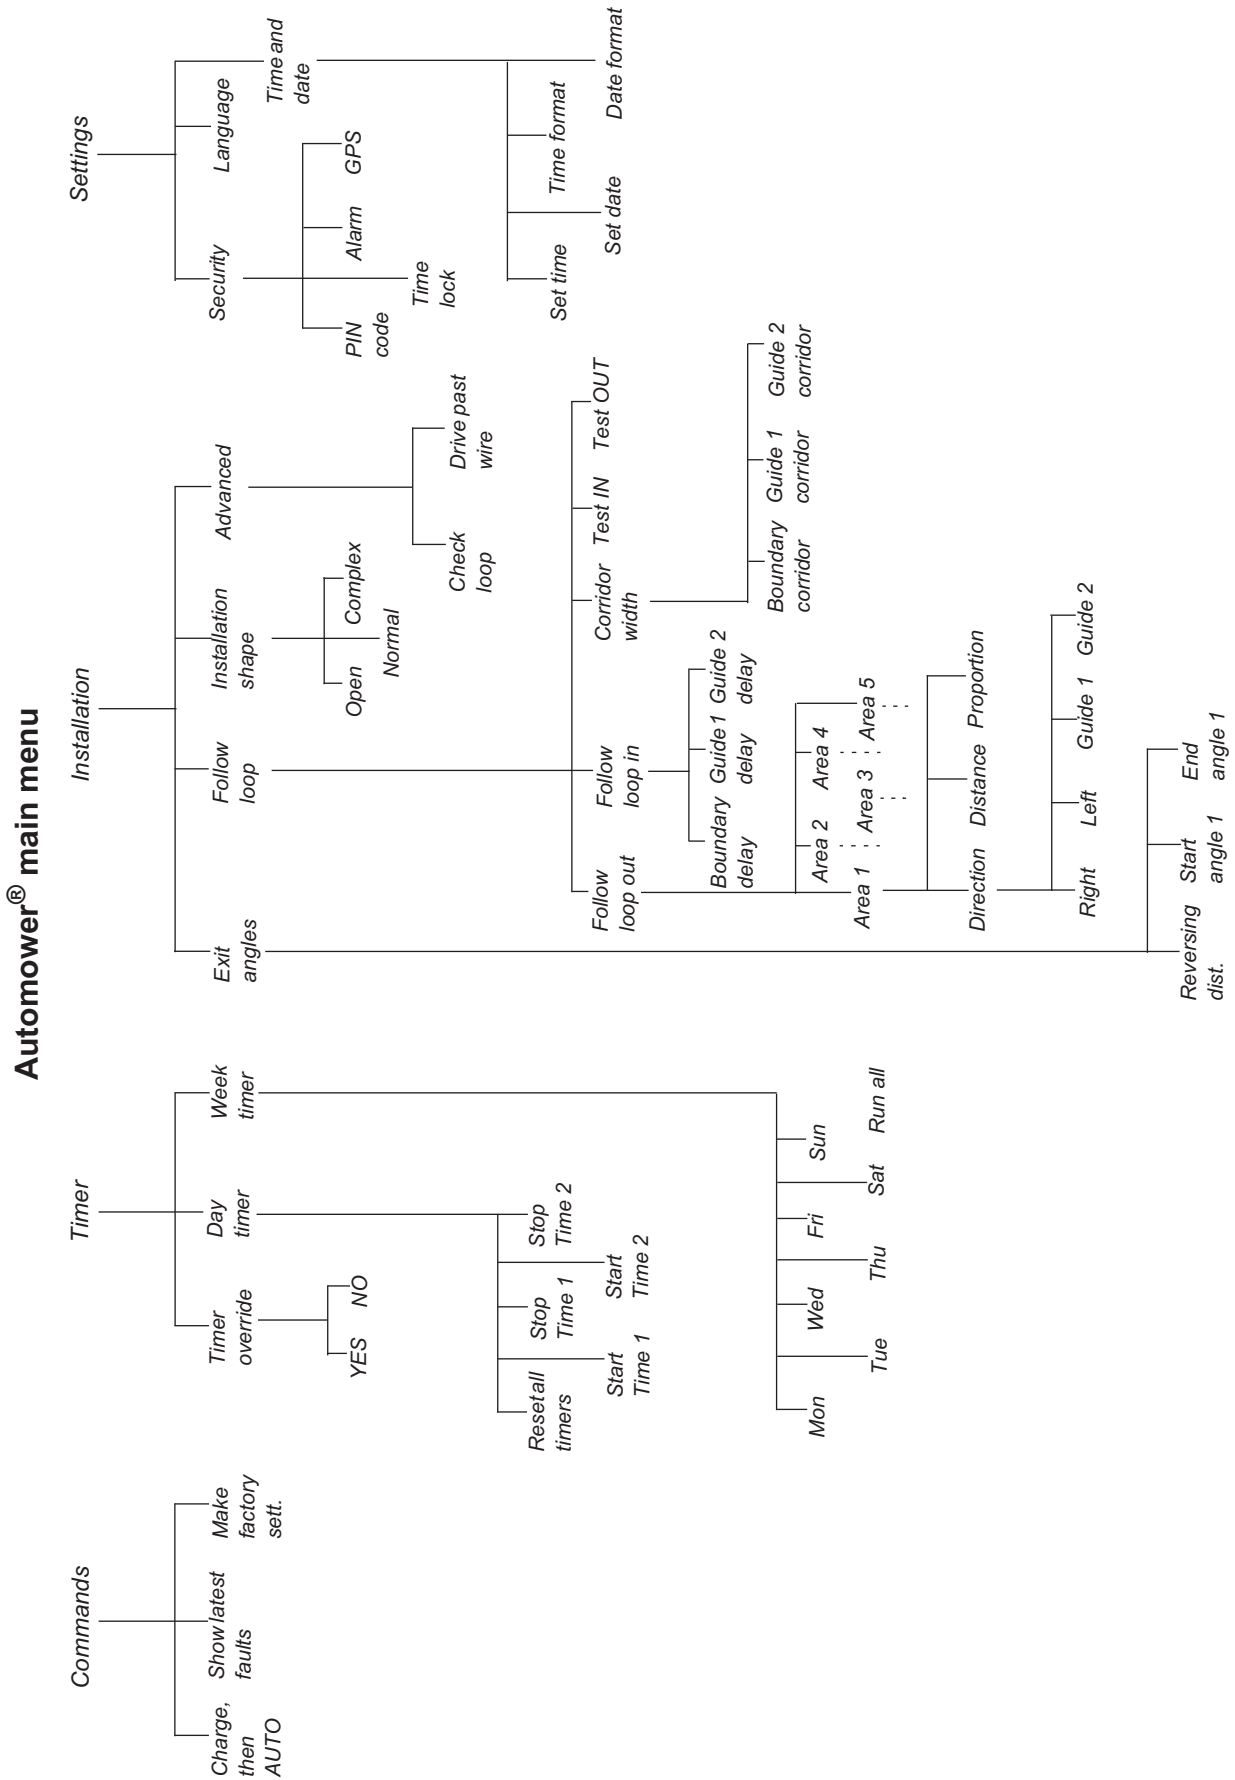 Automower® main menu
Commands
Charge,
then
AUTO
Show latest
faults
Make
factory
sett.
Timer
Timer
override
YES
NO
Day
timer
Reset all
timers
Start
Time 1
Stop
Time 1
Start
Time 2
Stop
Time 2
Week
timer
Mon
Tue
Wed
Thu
Fri
Sat
Sun
Run all
Installation
Exit
angles
Reversing
dist.
Start
angle 1
End
angle 1
Follow
loop
Follow
loop out
Area 1
Area 2
Area 3
Area 4
Area 5
Direction
Distance
Proportion
Right
Left
Guide 1
Guide 2
Follow
loop in
Boundary
delay
Guide 1
delay
Guide 2
delay
Corridor
width
Boundary
corridor
Guide 1
corridor
Guide 2
corridor
Test IN
Test OUT
Installation
shape
Open
Normal
Complex
Advanced
Check
loop
Drive past
wire
Settings
Security
PIN
code
Time
lock
Alarm
GPS
Language
Time and
date
Set time
Set date
Time format
Date format